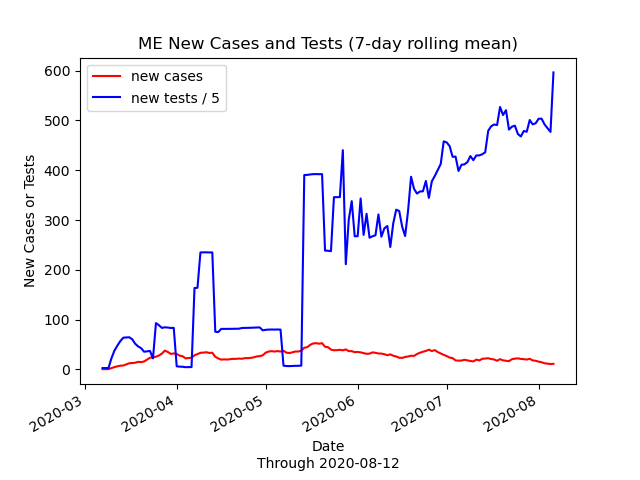 ME New Cases and Tests (7-day rolling mean)
new cases
new tests / 5
New Cases or Tests
600
500
400
300
200
100
0
2020-03
2020-04
2020-05
2020-06
2020-07
2020-08
Date
Through 2020-08-12